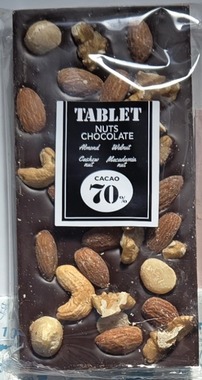 TABLET
NUTS
CHOCOLATE
Almond Walnut
Cashew nut Macadamia nut
CACAO
70%